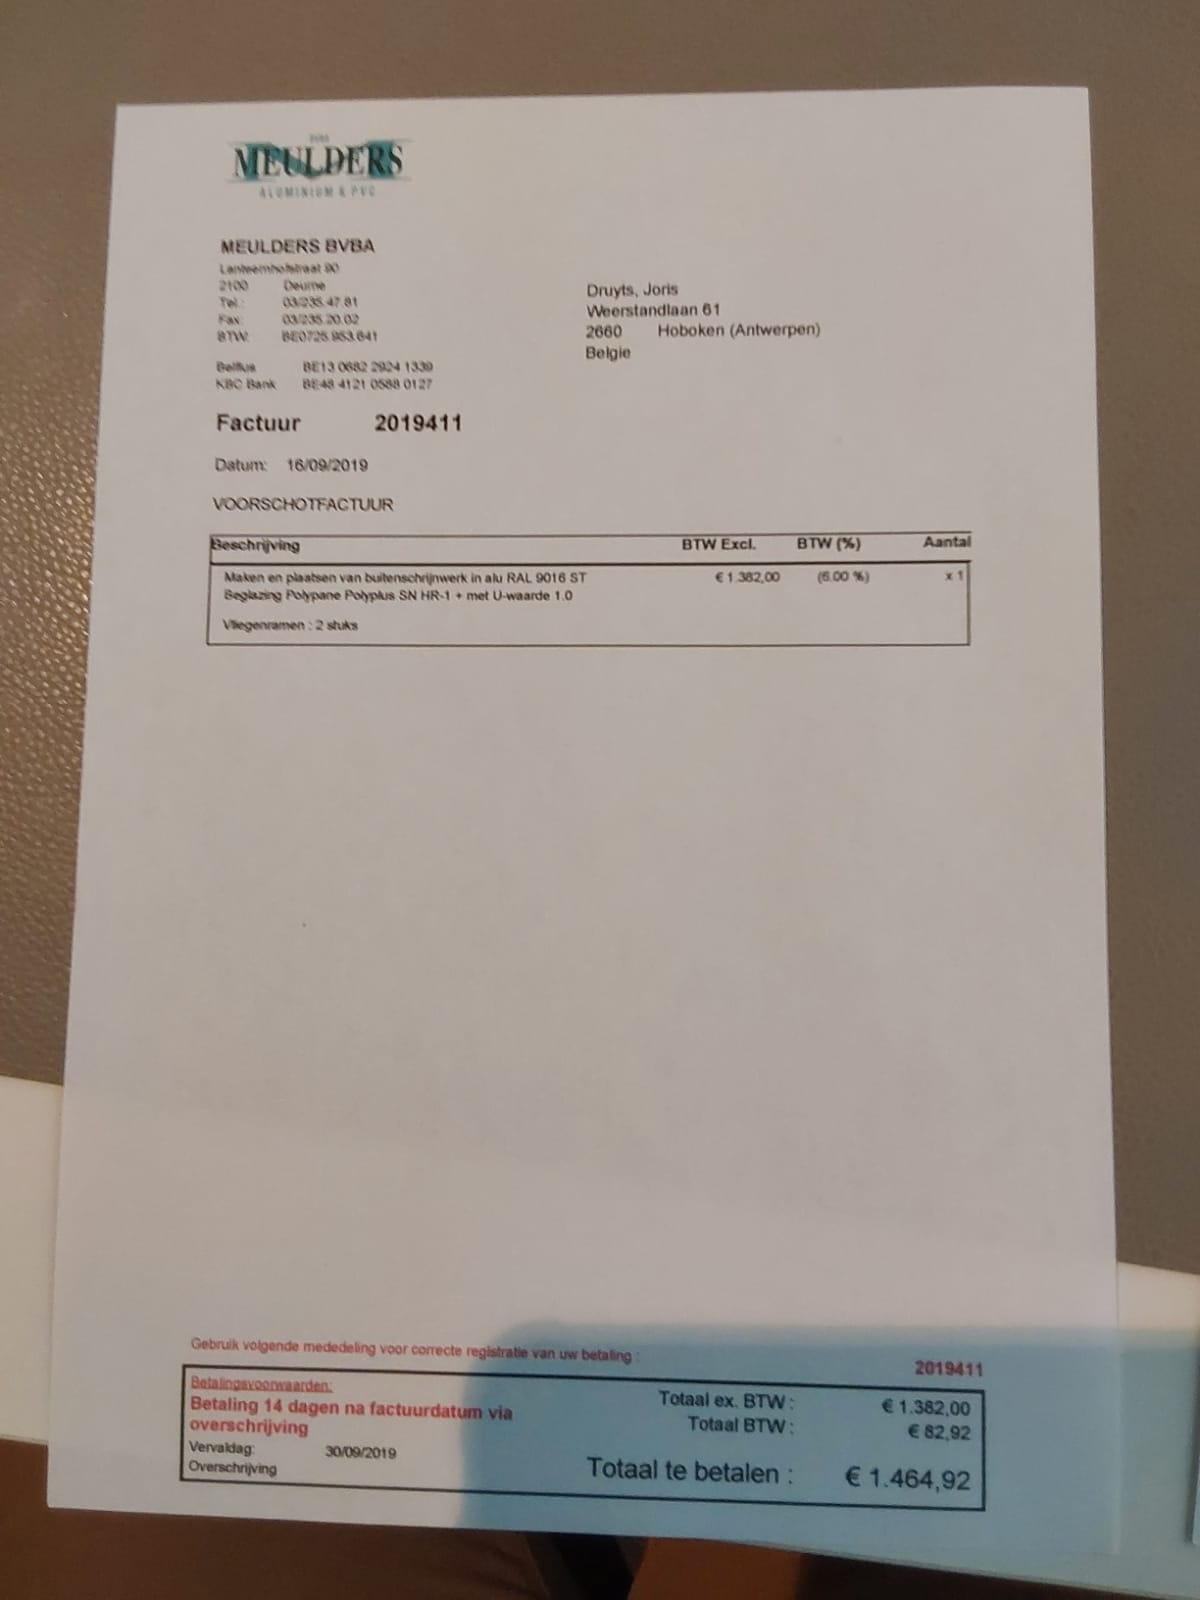 BVBA
MEULDERS
ALUMINIUM & PVC
MEULDERS BVBA
Lanteernhofstraat 90
2100 Deurne
Tel.: 03/235.47.81
Fax: 03/235.20.02
BTW: BE0725.953.641
Belfius BE13 0682 2924 1339
KBC Bank BE48 4121 0588 0127
Druyts, Joris
Weerstandlaan 61
2660 Hoboken (Antwerpen)
Belgie
Factuur 2019411
Datum: 16/09/2019
VOORSCHOTFACTUUR
Beschrijving BTW Excl. BTW (%) Aantal
Maken en plaatsen van buitenschrijnwerk in alu RAL 9016 ST € 1.382,00 (6.00 %) x 1
Beglazing Polypane Polyplus SN HR-1 + met U-waarde 1.0
Vliegenramen : 2 stuks
Gebruik volgende mededeling voor correcte registratie van uw betaling : 2019411
Betalingsvoorwaarden:
Betaling 14 dagen na factuurdatum via
overschrijving
Vervaldag: 30/09/2019
Overschrijving
Totaal ex. BTW : € 1.382,00
Totaal BTW : € 82,92
Totaal te betalen : € 1.464,92